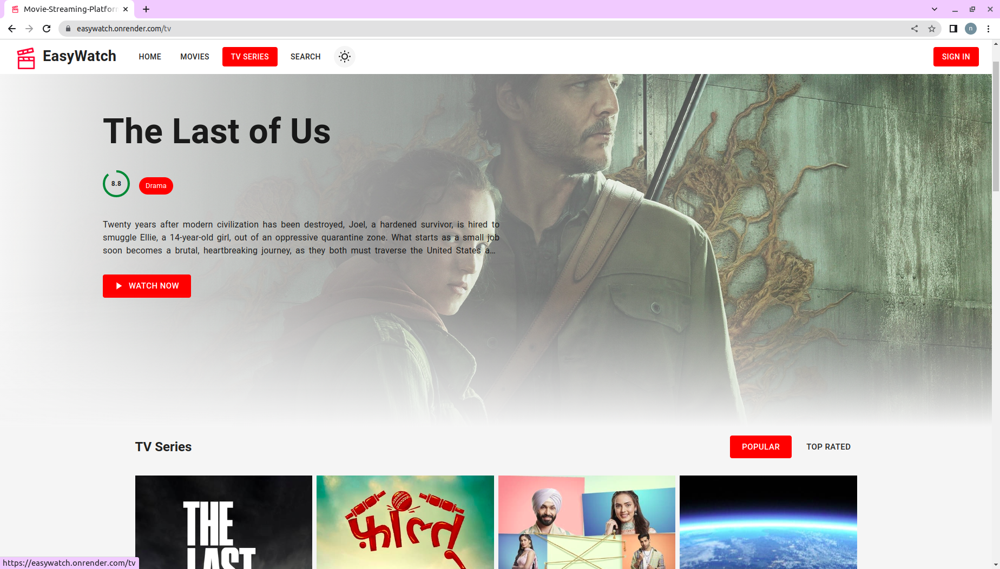 Movie-Streaming-Platfor
easywatch.onrender.com/tv
n
EasyWatch
HOME
MOVIES
TV SERIES
SEARCH
SIGN IN
The Last of Us
8.8
Drama
Twenty years after modern civilization has been destroyed, Joel, a hardened survivor, is hired to
smuggle Ellie, a 14-year-old girl, out of an oppressive quarantine zone. What starts as a small job
soon becomes a brutal, heartbreaking journey, as they both must traverse the United States a...
WATCH NOW
TV Series
POPULAR
TOP RATED
THE
LAST
फ़ालतू
https://easywatch.onrender.com/tv